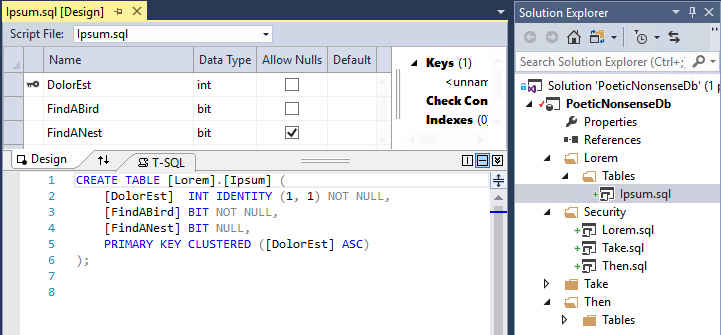 Ipsum.sql [Design]
Script File: Ipsum.sql
Name Data Type Allow Nulls Default
DolorEst int
FindABird bit
FindANest bit
Keys (1)
<unnam
Check Con
Indexes (0)
Design T-SQL
1 CREATE TABLE [Lorem].[Ipsum] (
2 [DolorEst] INT IDENTITY (1, 1) NOT NULL,
3 [FindABird] BIT NOT NULL,
4 [FindANest] BIT NULL,
5 PRIMARY KEY CLUSTERED ([DolorEst] ASC)
6 );
7
8
Solution Explorer
Search Solution Explorer (Ctrl+;)
Solution 'PoeticNonsenseDb' (1 p
PoeticNonsenseDb
Properties
References
Lorem
Tables
Ipsum.sql
Security
Lorem.sql
Take.sql
Then.sql
Take
Then
Tables